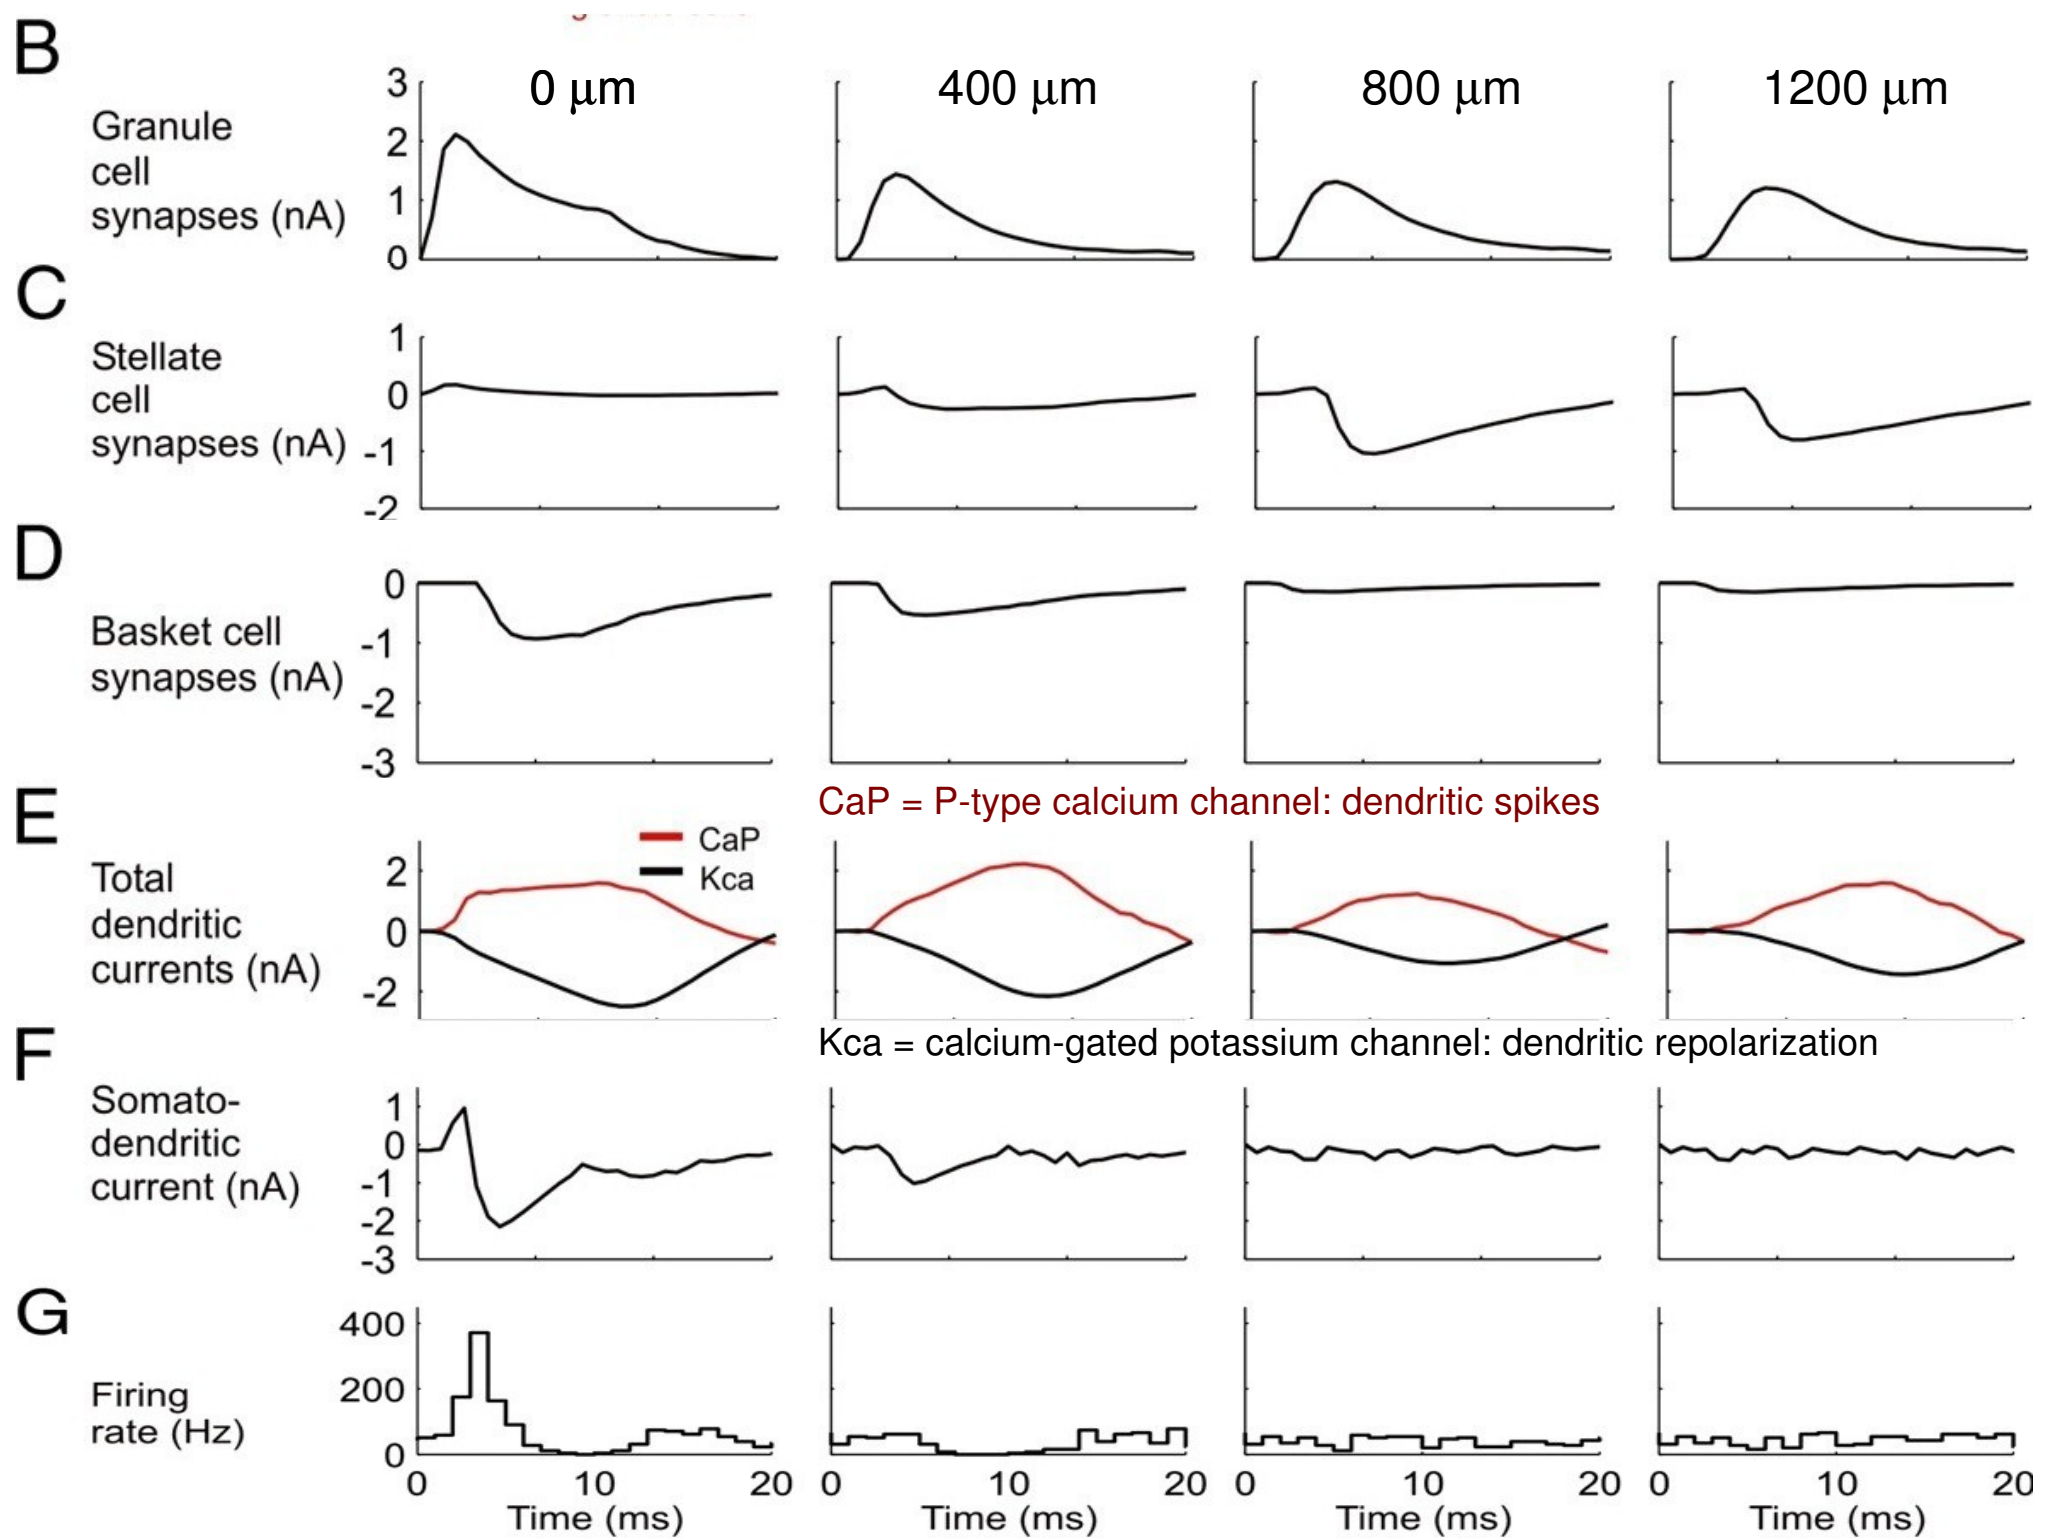 B
0 μm
400 μm
800 μm
1200 μm
Granule
cell
synapses (nA)
3
2
1
0
C
Stellate
cell
synapses (nA)
1
0
-1
-2
D
Basket cell
synapses (nA)
0
-1
-2
-3
E
CaP = P-type calcium channel: dendritic spikes
CaP
Kca
Total
dendritic
currents (nA)
2
0
-2
F
Kca = calcium-gated potassium channel: dendritic repolarization
Somato-
dendritic
current (nA)
1
0
-1
-2
-3
G
Firing
rate (Hz)
400
200
0
0 10 20
0 10 20
0 10 20
0 10 20
Time (ms)
Time (ms)
Time (ms)
Time (ms)